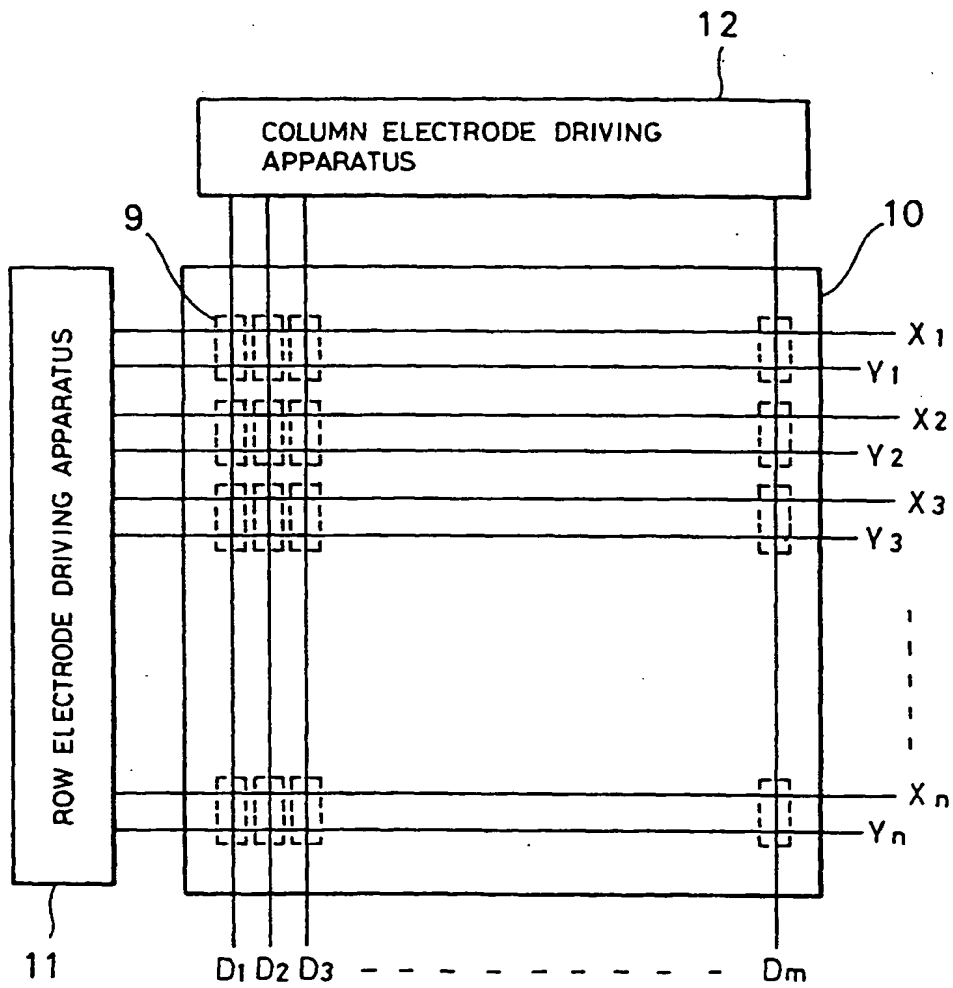 12
COLUMN ELECTRODE DRIVING
APPARATUS
9
10
ROW ELECTRODE DRIVING APPARATUS
X1
Y1
X2
Y2
X3
Y3
Xn
Yn
11
D1 D2 D3 - - - - - - - - - Dm